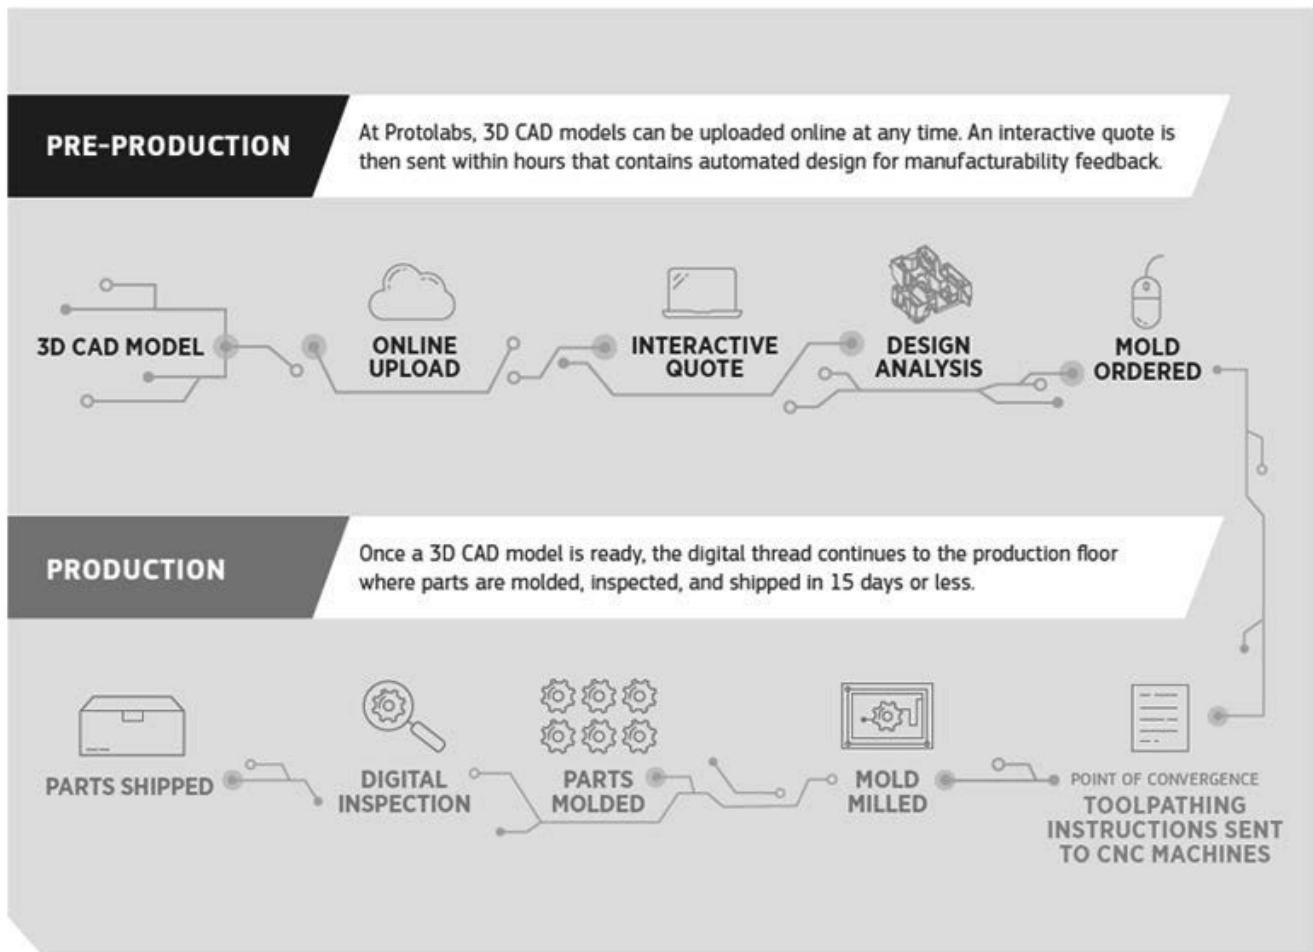 PRE-PRODUCTION
At Protolabs, 3D CAD models can be uploaded online at any time. An interactive quote is
then sent within hours that contains automated design for manufacturability feedback.
3D CAD MODEL
ONLINE
UPLOAD
INTERACTIVE
QUOTE
DESIGN
ANALYSIS
MOLD
ORDERED
PRODUCTION
Once a 3D CAD model is ready, the digital thread continues to the production floor
where parts are molded, inspected, and shipped in 15 days or less.
PARTS SHIPPED
DIGITAL
INSPECTION
PARTS
MOLDED
MOLD
MILLED
POINT OF CONVERGENCE
TOOLPATHING
INSTRUCTIONS SENT
TO CNC MACHINES